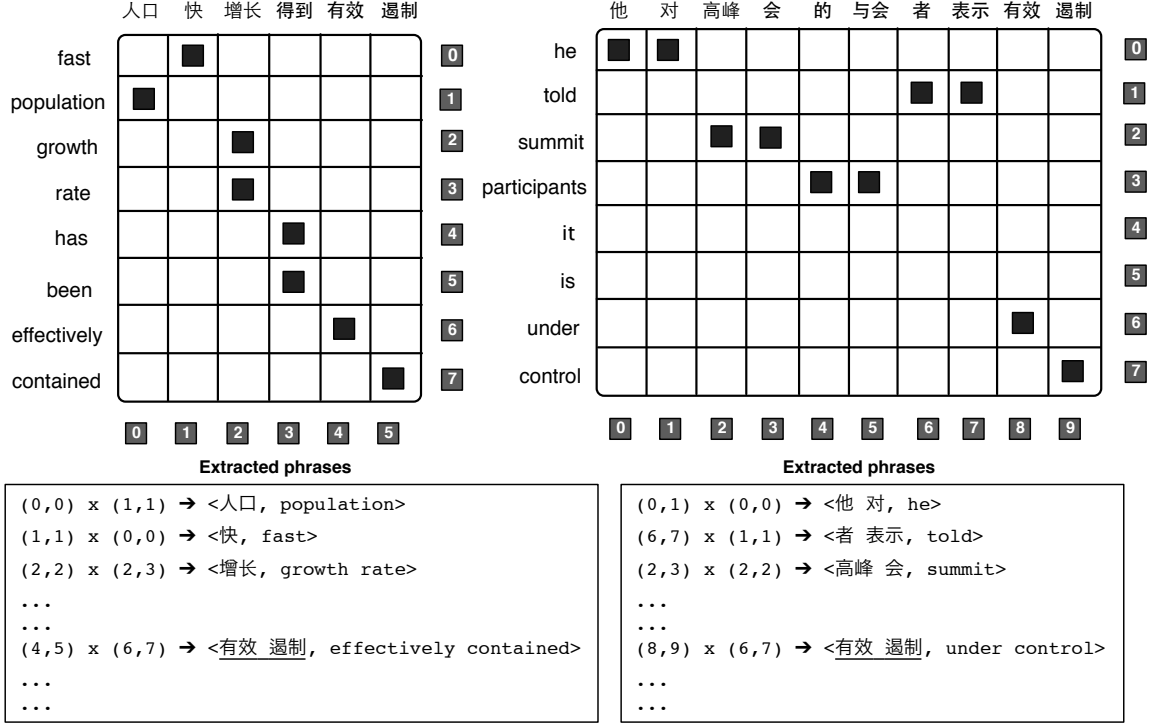 人口 快 增长 得到 有效 遏制
fast 0
population 1
growth 2
rate 3
has 4
been 5
effectively 6
contained 7
0 1 2 3 4 5
Extracted phrases
(0,0) x (1,1) ➔ <人口, population>
(1,1) x (0,0) ➔ <快, fast>
(2,2) x (2,3) ➔ <增长, growth rate>
...
...
(4,5) x (6,7) ➔ <有效 遏制, effectively contained>
...
...
他 对 高峰 会 的 与会 者 表示 有效 遏制
he 0
told 1
summit 2
participants 3
it 4
is 5
under 6
control 7
0 1 2 3 4 5 6 7 8 9
Extracted phrases
(0,1) x (0,0) ➔ <他 对, he>
(6,7) x (1,1) ➔ <者 表示, told>
(2,3) x (2,2) ➔ <高峰 会, summit>
...
...
(8,9) x (6,7) ➔ <有效 遏制, under control>
...
...